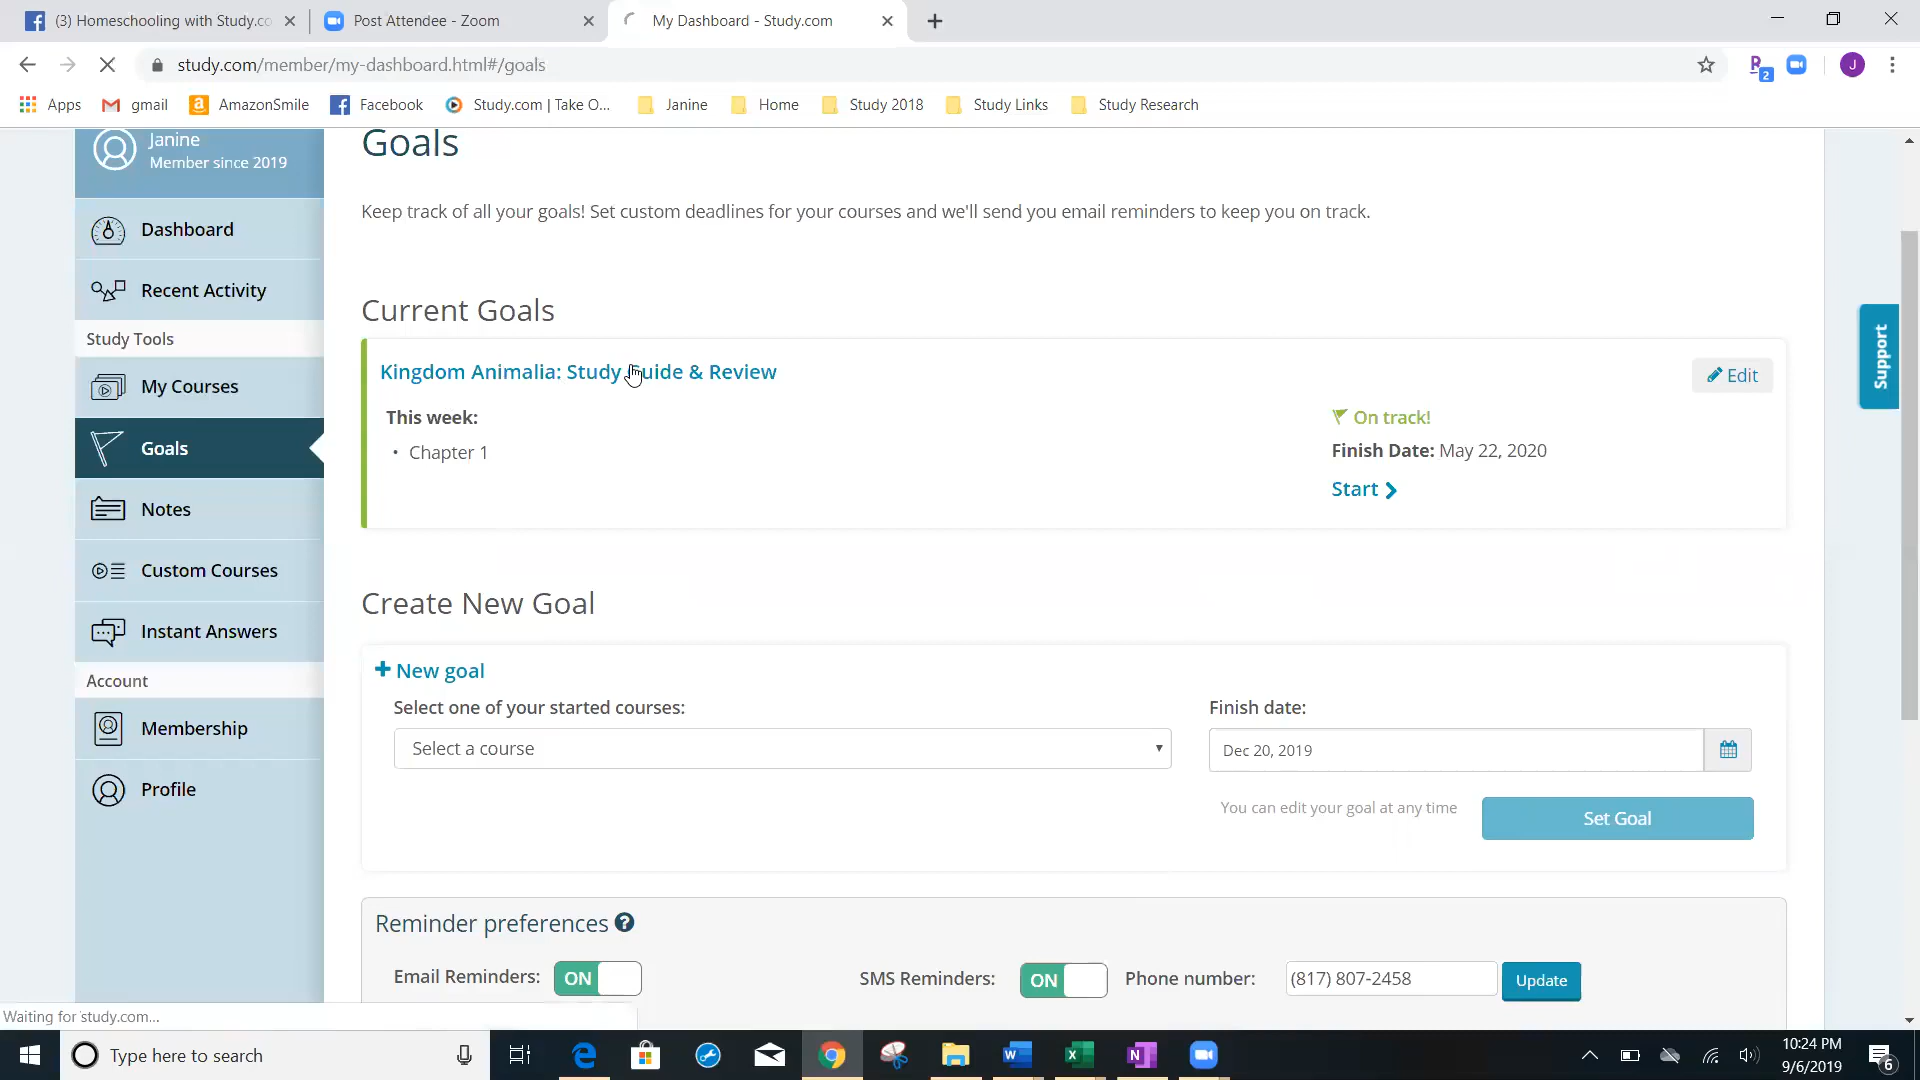 (3) Homeschooling with Study.co
Post Attendee - Zoom
My Dashboard - Study.com
study.com/member/my-dashboard.html#/goals
2
J
Apps
gmail
AmazonSmile
Facebook
Study.com | Take O...
Janine
Home
Study 2018
Study Links
Study Research
Janine
Member since 2019
Dashboard
Recent Activity
Study Tools
My Courses
Goals
Notes
Custom Courses
Instant Answers
Account
Membership
Profile
Goals
Keep track of all your goals! Set custom deadlines for your courses and we'll send you email reminders to keep you on track.
Current Goals
Kingdom Animalia: Study Guide & Review
Edit
This week:
• Chapter 1
On track!
Finish Date: May 22, 2020
Start
Create New Goal
New goal
Select one of your started courses:
Select a course
Finish date:
Dec 20, 2019
You can edit your goal at any time
Set Goal
Reminder preferences
Email Reminders: ON
SMS Reminders: ON
Phone number: (817) 807-2458
Update
Support
Waiting for study.com...
Type here to search
10:24 PM
9/6/2019
6